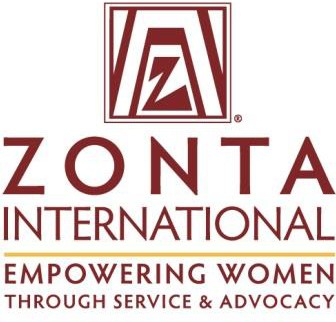 Z
®
ZONTA
INTERNATIONAL
EMPOWERING WOMEN
THROUGH SERVICE & ADVOCACY